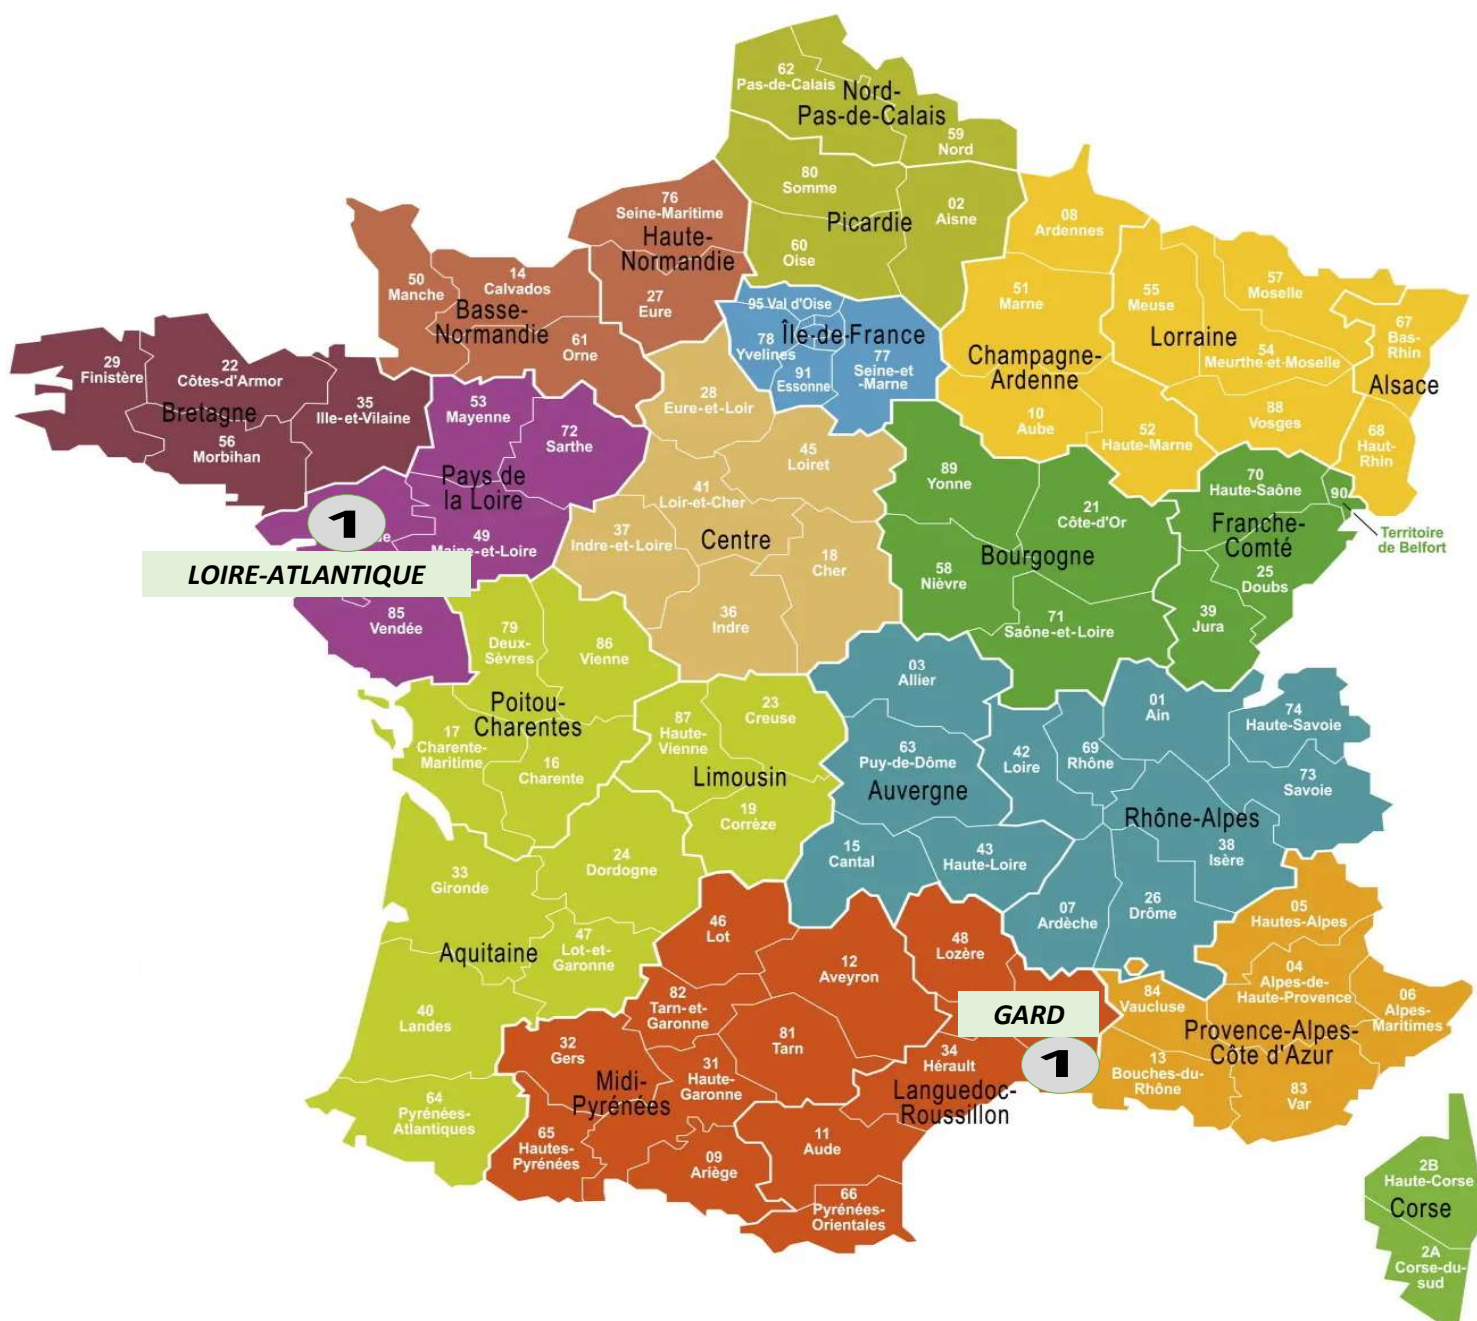 62
Pas-de-Calais
Nord-
Pas-de-Calais
59
Nord
80
Somme
02
Aisne
Picardie
60
Oise
76
Seine-Maritime
Haute-
Normandie
27
Eure
50
Manche
14
Calvados
Basse-
Normandie
61
Orne
08
Ardennes
51
Marne
Champagne-
Ardenne
10
Aube
52
Haute-Marne
55
Meuse
57
Moselle
Lorraine
54
Meurthe-et-Moselle
88
Vosges
67
Bas-
Rhin
Alsace
68
Haut-
Rhin
95 Val d'Oise
Île-de-France
78
Yvelines
91
Essonne
77
Seine-et
-Marne
29
Finistère
22
Côtes-d'Armor
Bretagne
35
Ille-et-Vilaine
56
Morbihan
53
Mayenne
72
Sarthe
Pays de
la Loire
1
LOIRE-ATLANTIQUE
49
Maine-et-Loire
85
Vendée
28
Eure-et-Loir
45
Loiret
41
Loir-et-Cher
37
Indre-et-Loire
Centre
18
Cher
36
Indre
89
Yonne
21
Côte-d'Or
Bourgogne
58
Nièvre
71
Saône-et-Loire
70
Haute-Saône
90
Territoire
de Belfort
Franche-
Comté
25
Doubs
39
Jura
79
Deux-
Sèvres
86
Vienne
Poitou-
Charentes
17
Charente-
Maritime
16
Charente
87
Haute-
Vienne
23
Creuse
Limousin
19
Corrèze
03
Allier
63
Puy-de-Dôme
Auvergne
15
Cantal
43
Haute-Loire
42
Loire
69
Rhône
01
Ain
74
Haute-Savoie
73
Savoie
Rhône-Alpes
38
Isère
07
Ardèche
26
Drôme
33
Gironde
24
Dordogne
Aquitaine
47
Lot-et-
Garonne
40
Landes
64
Pyrénées-
Atlantiques
46
Lot
12
Aveyron
82
Tarn-et-
Garonne
81
Tarn
32
Gers
31
Haute-
Garonne
Midi-
Pyrénées
65
Hautes-
Pyrénées
09
Ariège
48
Lozère
GARD
1
34
Hérault
Languedoc-
Roussillon
11
Aude
66
Pyrénées-
Orientales
05
Hautes-Alpes
04
Alpes-de-
Haute-Provence
06
Alpes-
Maritimes
84
Vaucluse
Provence-Alpes-
Côte d'Azur
13
Bouches-du-
Rhône
83
Var
2B
Haute-Corse
Corse
2A
Corse-du-
sud